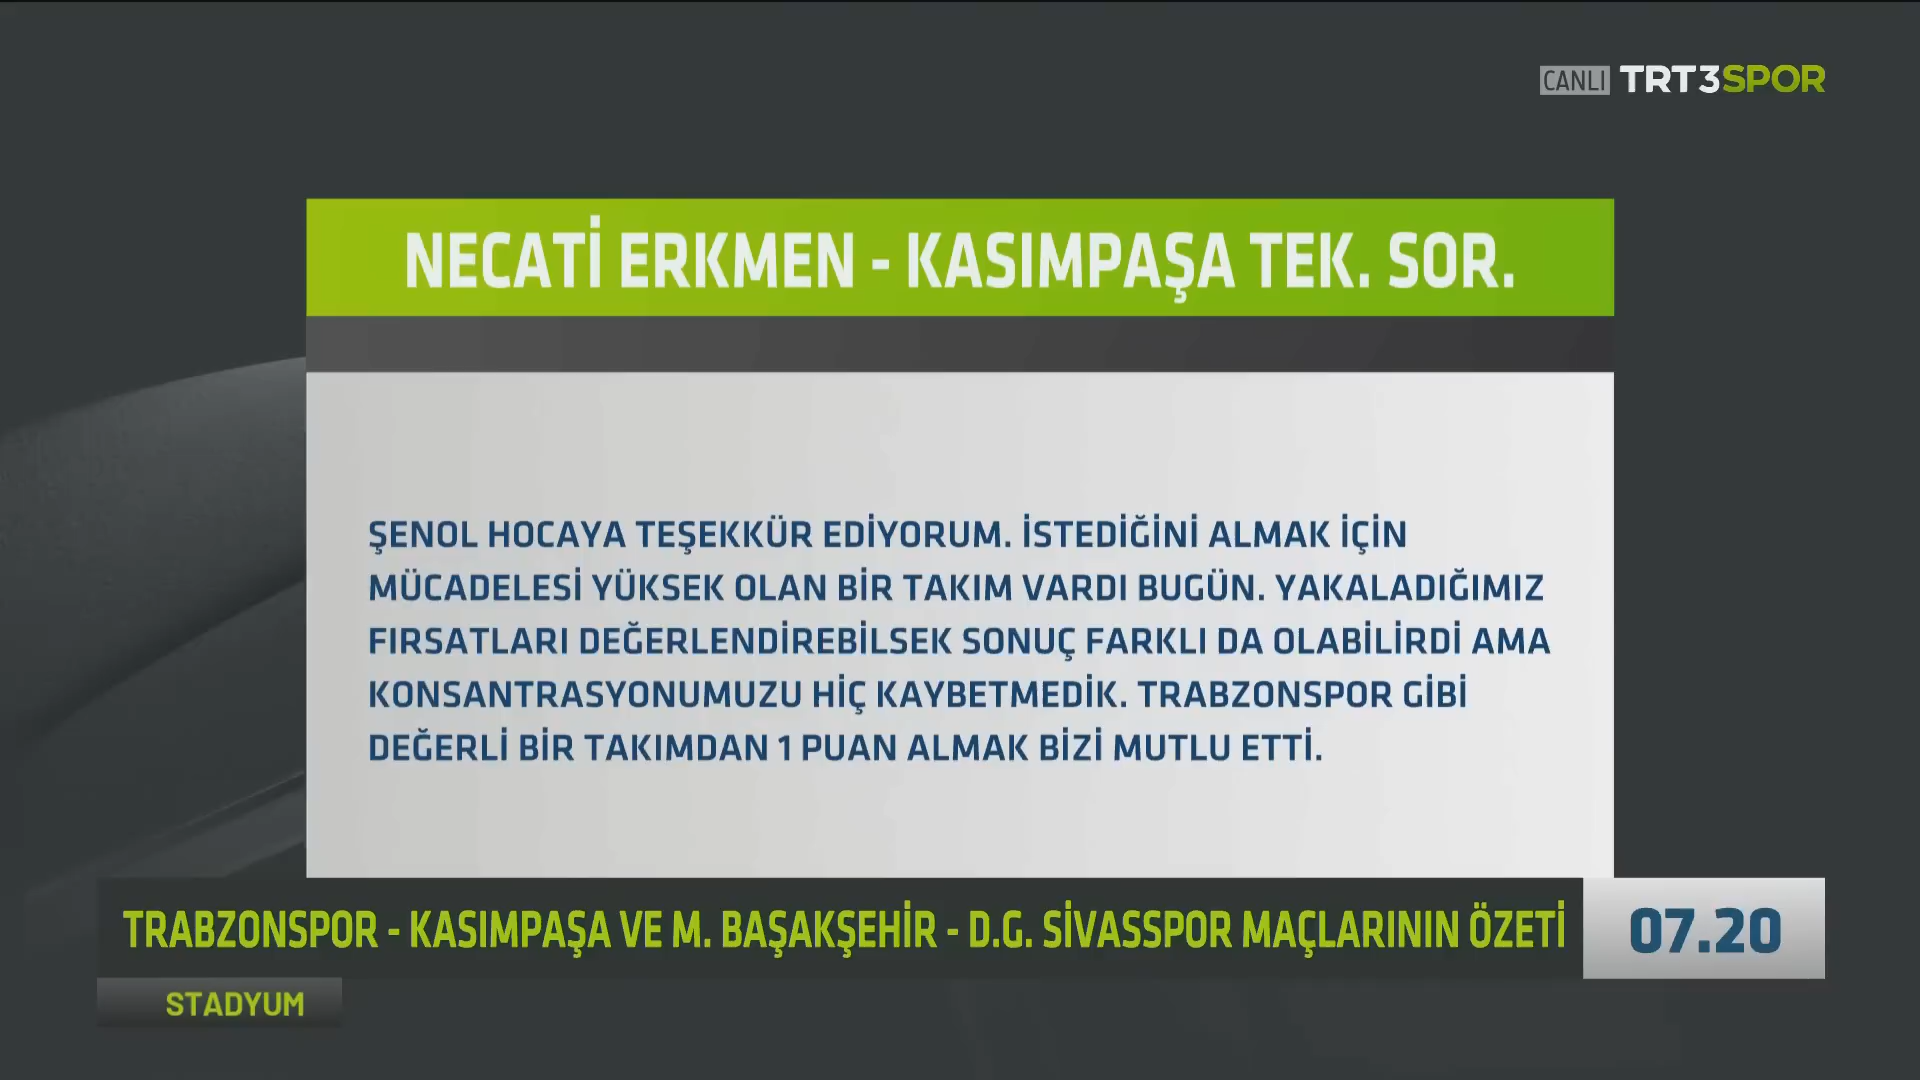 CANLI TRT3SPOR
NECATİ ERKMEN - KASIMPAŞA TEK. SOR.
ŞENOL HOCAYA TEŞEKKÜR EDİYORUM. İSTEDİĞİNİ ALMAK İÇİN
MÜCADELESİ YÜKSEK OLAN BİR TAKIM VARDI BUGÜN. YAKALADIĞIMIZ
FIRSATLARI DEĞERLENDİREBİLSEK SONUÇ FARKLI DA OLABİLİRDİ AMA
KONSANTRASYONUMUZU HİÇ KAYBETMEDİK. TRABZONSPOR GİBİ
DEĞERLİ BİR TAKIMDAN 1 PUAN ALMAK BİZİ MUTLU ETTİ.
TRABZONSPOR - KASIMPAŞA VE M. BAŞAKŞEHİR - D.G. SİVASSPOR MAÇLARININ ÖZETİ
07.20
STADYUM